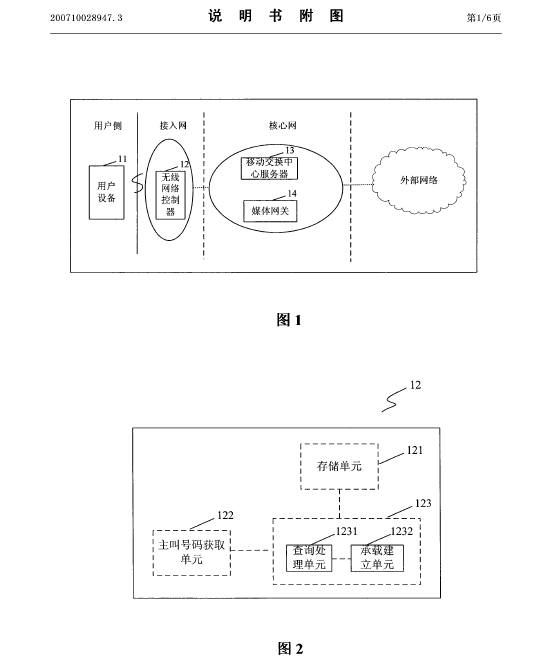 200710028947.3
说 明 书 附 图
第1/6页
用户侧
接入网
核心网
11
用户
设备
12
无线
网络
控制
器
13
移动交换中
心服务器
14
媒体网关
外部网络
图 1
12
121
存储单元
122
主叫号码获取
单元
123
1231
查询处
理单元
1232
承载建
立单元
图 2